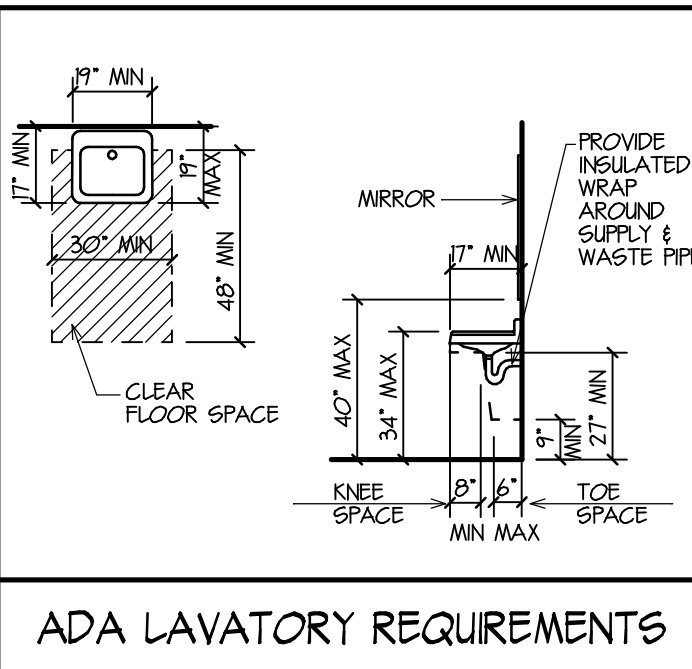 19" MIN
17" MIN
19" MAX
30" MIN
48" MIN
CLEAR
FLOOR SPACE
MIRROR
PROVIDE
INSULATED
WRAP
AROUND
SUPPLY &
WASTE PIP
17" MIN
40" MAX
34" MAX
9" MIN
27" MIN
KNEE
SPACE
8" 6"
MIN MAX
TOE
SPACE
ADA LAVATORY REQUIREMENTS